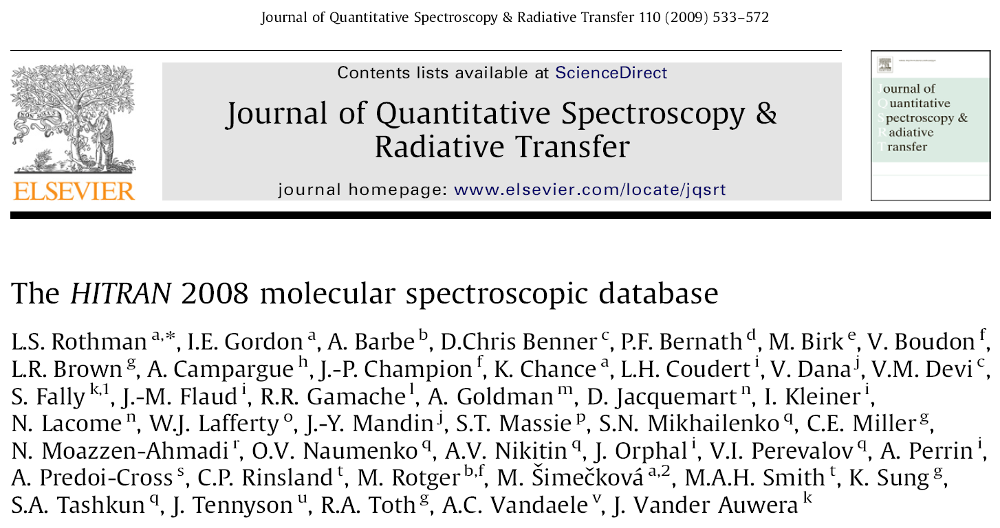 Journal of Quantitative Spectroscopy & Radiative Transfer 110 (2009) 533–572
NON SOLUS
ELSEVIER
Contents lists available at ScienceDirect
Journal of Quantitative Spectroscopy &
Radiative Transfer
journal homepage: www.elsevier.com/locate/jqsrt
ELSEVIER
Journal of
Quantitative
Spectroscopy &
Radiative
Transfer
The HITRAN 2008 molecular spectroscopic database
L.S. Rothman a,*, I.E. Gordon a, A. Barbe b, D.Chris Benner c, P.F. Bernath d, M. Birk e, V. Boudon f,
L.R. Brown g, A. Campargue h, J.-P. Champion f, K. Chance a, L.H. Coudert i, V. Dana j, V.M. Devi c,
S. Fally k,1, J.-M. Flaud i, R.R. Gamache l, A. Goldman m, D. Jacquemart n, I. Kleiner i,
N. Lacome n, W.J. Lafferty o, J.-Y. Mandin j, S.T. Massie p, S.N. Mikhailenko q, C.E. Miller g,
N. Moazzen-Ahmadi r, O.V. Naumenko q, A.V. Nikitin q, J. Orphal i, V.I. Perevalov q, A. Perrin i,
A. Predoi-Cross s, C.P. Rinsland t, M. Rotger b,f, M. Šimečková a,2, M.A.H. Smith t, K. Sung g,
S.A. Tashkun q, J. Tennyson u, R.A. Toth g, A.C. Vandaele v, J. Vander Auwera k